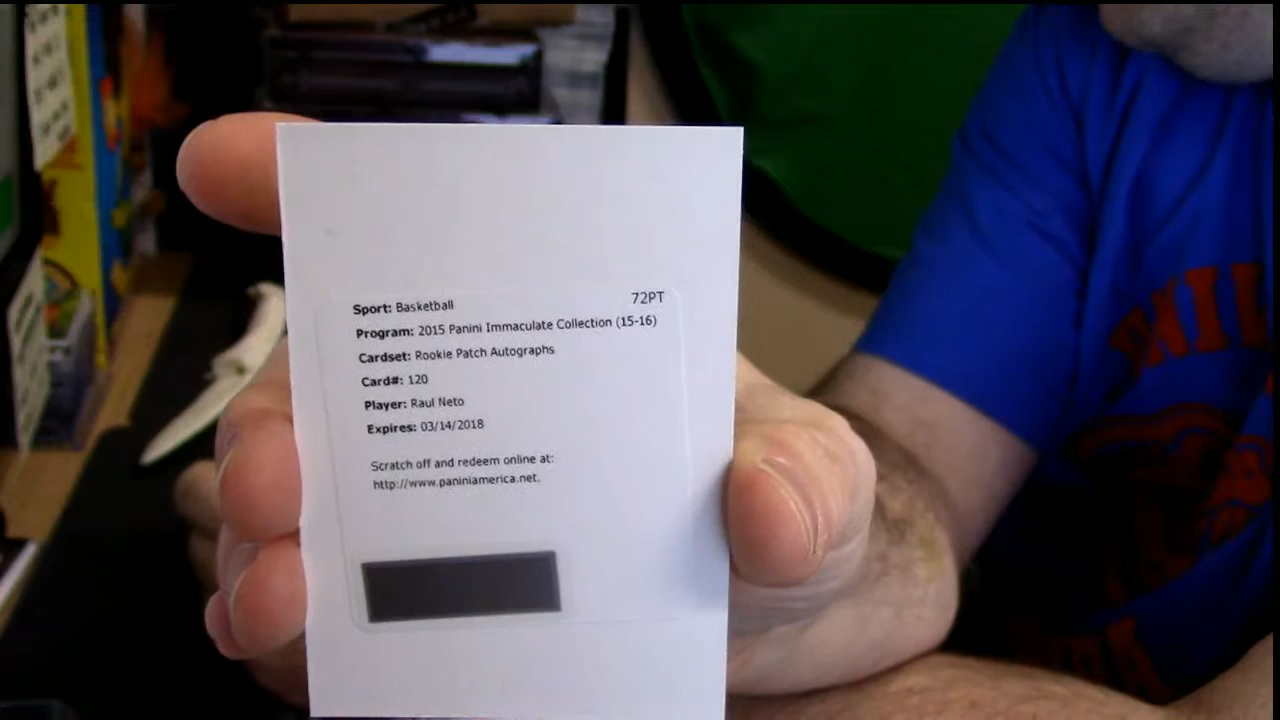 Sport: Basketball 72PT
Program: 2015 Panini Immaculate Collection (15-16)
Cardset: Rookie Patch Autographs
Card#: 120
Player: Raul Neto
Expires: 03/14/2018
Scratch off and redeem online at:
http://www.paniniamerica.net.